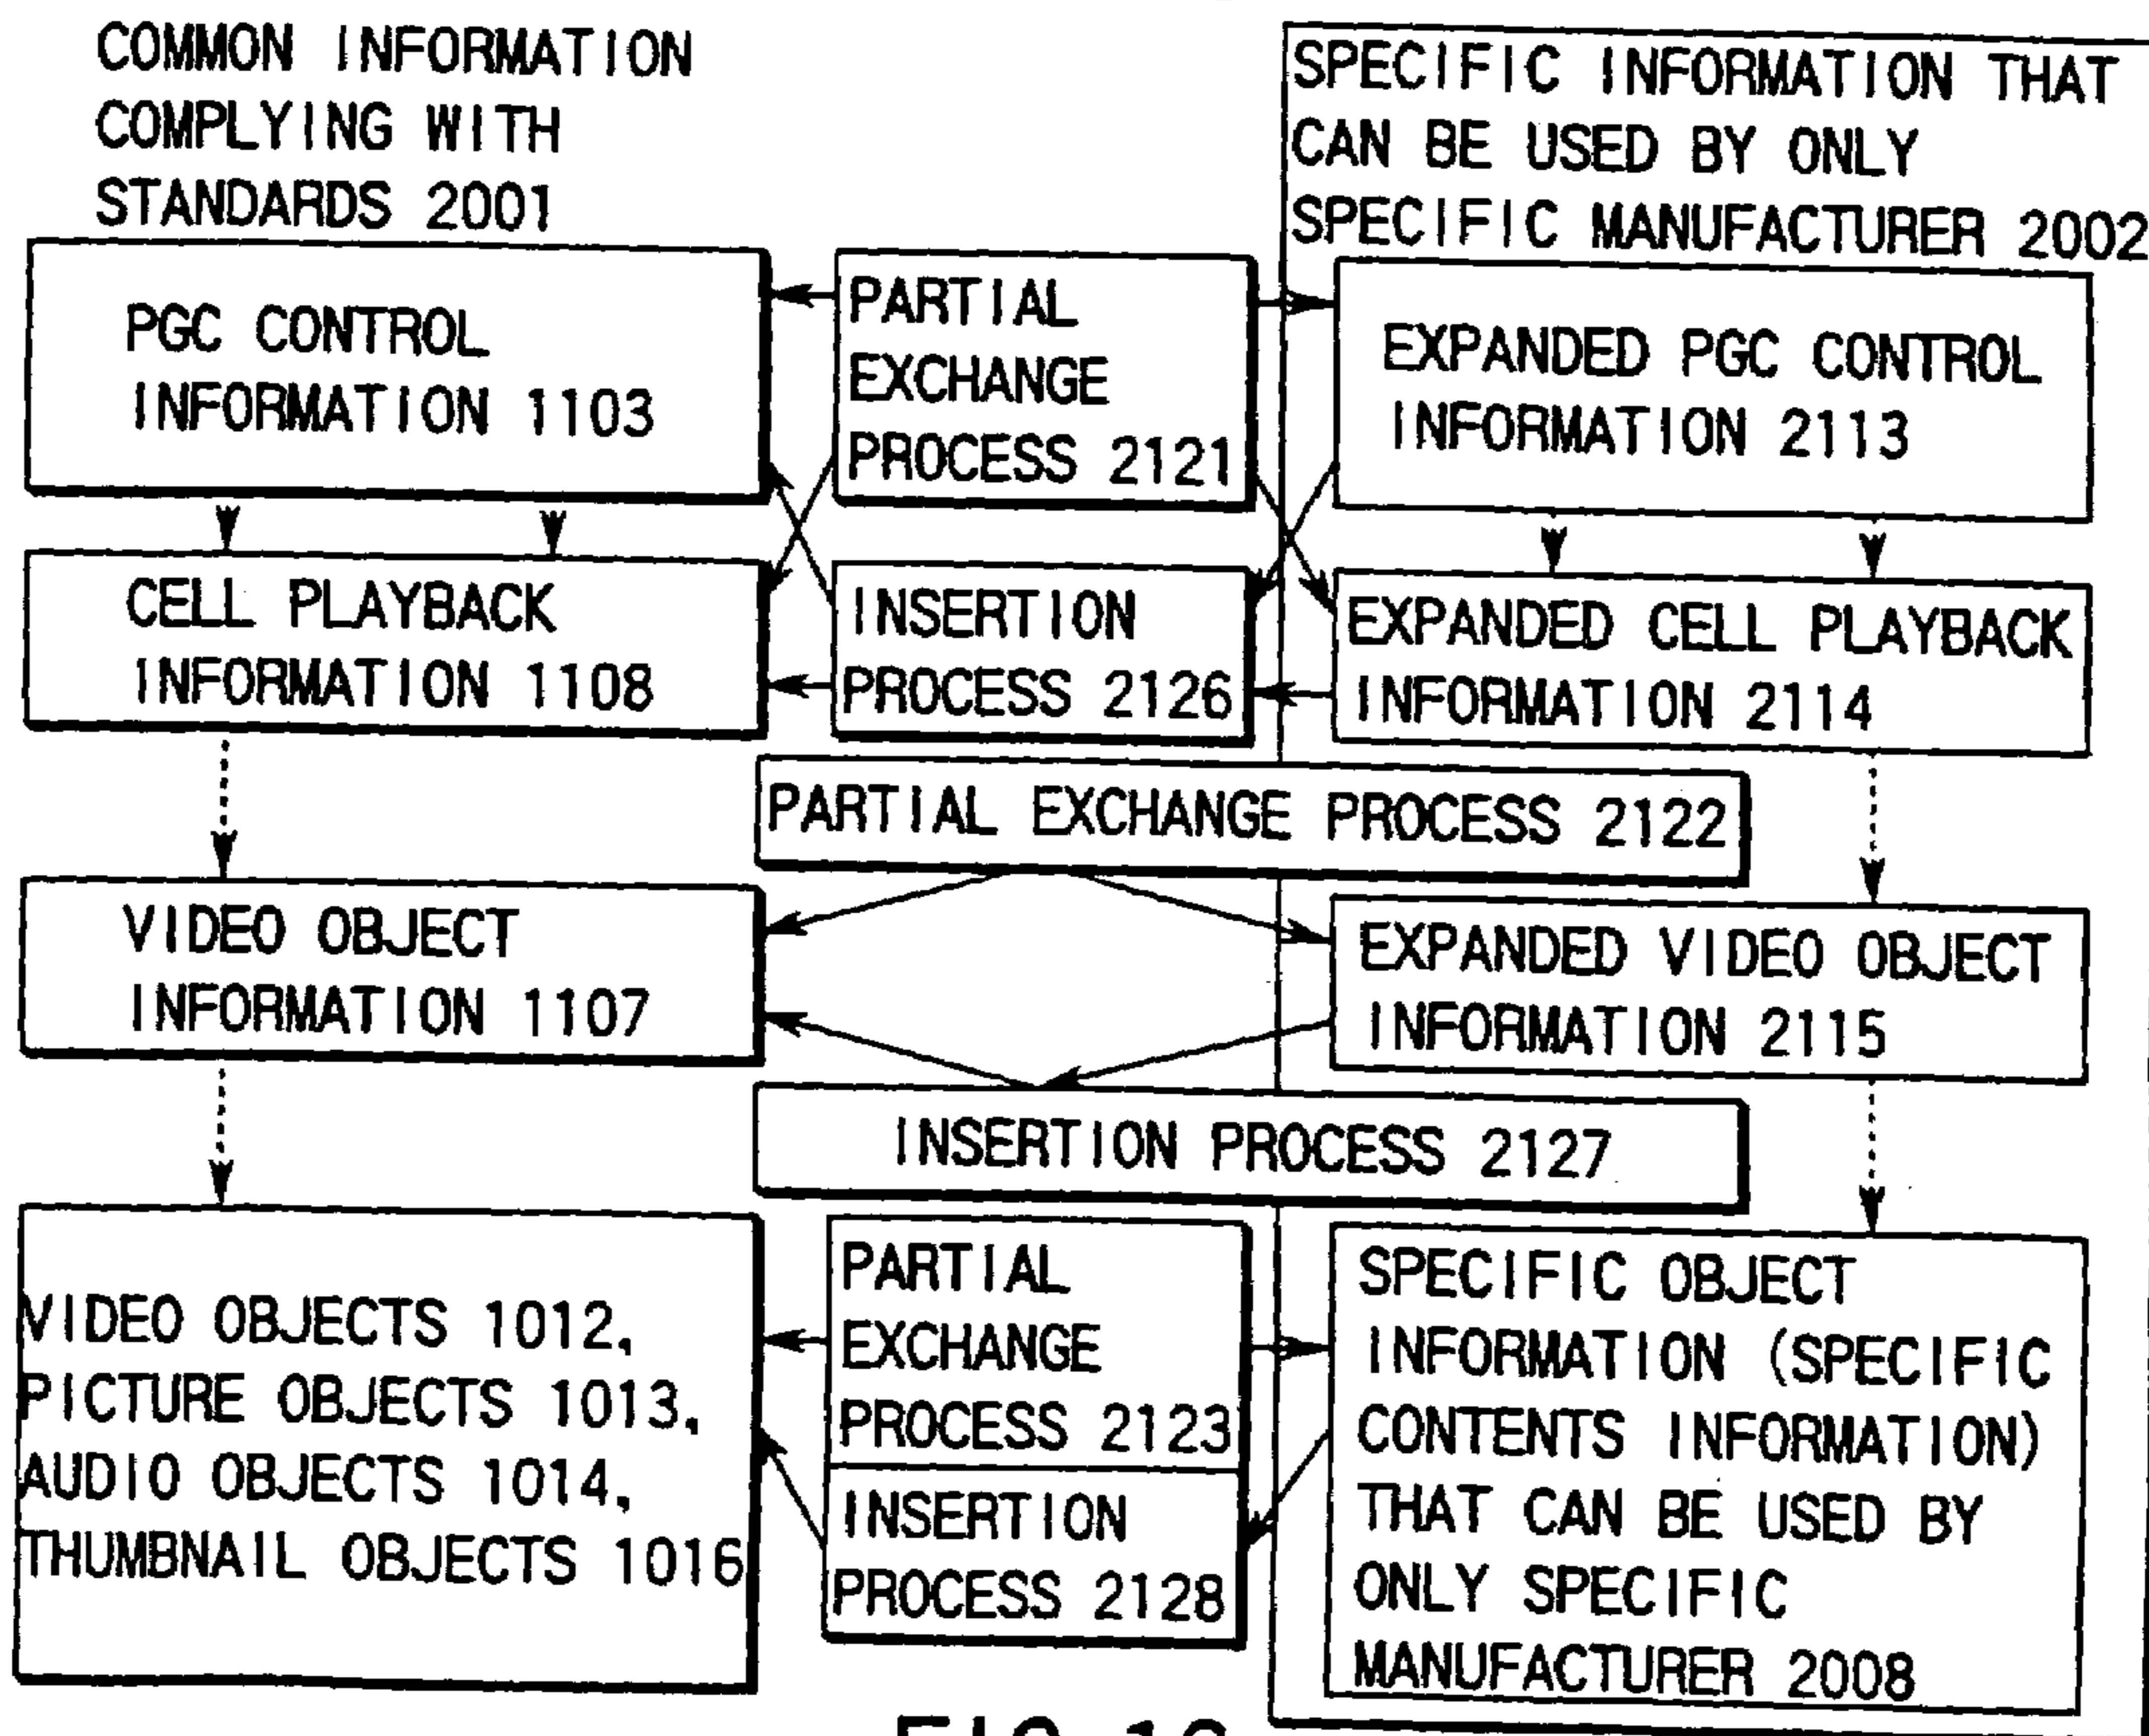 COMMON INFORMATION
COMPLYING WITH
STANDARDS 2001
SPECIFIC INFORMATION THAT
CAN BE USED BY ONLY
SPECIFIC MANUFACTURER 2002
PGC CONTROL
INFORMATION 1103
PARTIAL
EXCHANGE
PROCESS 2121
EXPANDED PGC CONTROL
INFORMATION 2113
CELL PLAYBACK
INFORMATION 1108
INSERTION
PROCESS 2126
EXPANDED CELL PLAYBACK
INFORMATION 2114
PARTIAL EXCHANGE PROCESS 2122
VIDEO OBJECT
INFORMATION 1107
EXPANDED VIDEO OBJECT
INFORMATION 2115
INSERTION PROCESS 2127
VIDEO OBJECTS 1012,
PICTURE OBJECTS 1013,
AUDIO OBJECTS 1014,
THUMBNAIL OBJECTS 1016
PARTIAL
EXCHANGE
PROCESS 2123
INSERTION
PROCESS 2128
SPECIFIC OBJECT
INFORMATION (SPECIFIC
CONTENTS INFORMATION)
THAT CAN BE USED BY
ONLY SPECIFIC
MANUFACTURER 2008